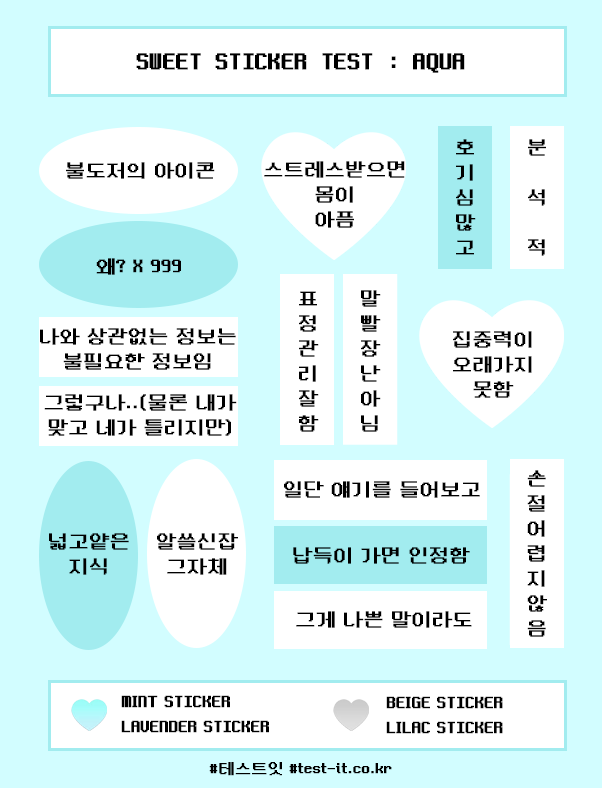 SWEET STICKER TEST : AQUA
불도저의 아이콘
왜? X 999
나와 상관없는 정보는
불필요한 정보임
그렇구나..(물론 내가
맞고 네가 틀리지만)
스트레스받으면
몸이
아픔
호기심많고
분석적
표정관리잘함
말빨장난아님
집중력이
오래가지
못함
넓고얕은
지식
알쓸신잡
그자체
일단 얘기를 들어보고
납득이 가면 인정함
그게 나쁜 말이라도
손절어렵지않음
MINT STICKER
LAVENDER STICKER
BEIGE STICKER
LILAC STICKER
#테스트잇 #test-it.co.kr